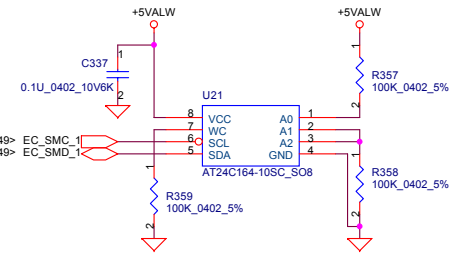 +5VALW
+5VALW
1
C337
0.1U_0402_10V6K
2
1
R357
100K_0402_5%
2
U21
8 VCC A0 1
7 WC A1 2
6 SCL A2 3
5 SDA GND 4
AT24C164-10SC_SO8
49> EC_SMC_1
49> EC_SMD_1
1
R359
100K_0402_5%
2
1
R358
100K_0402_5%
2